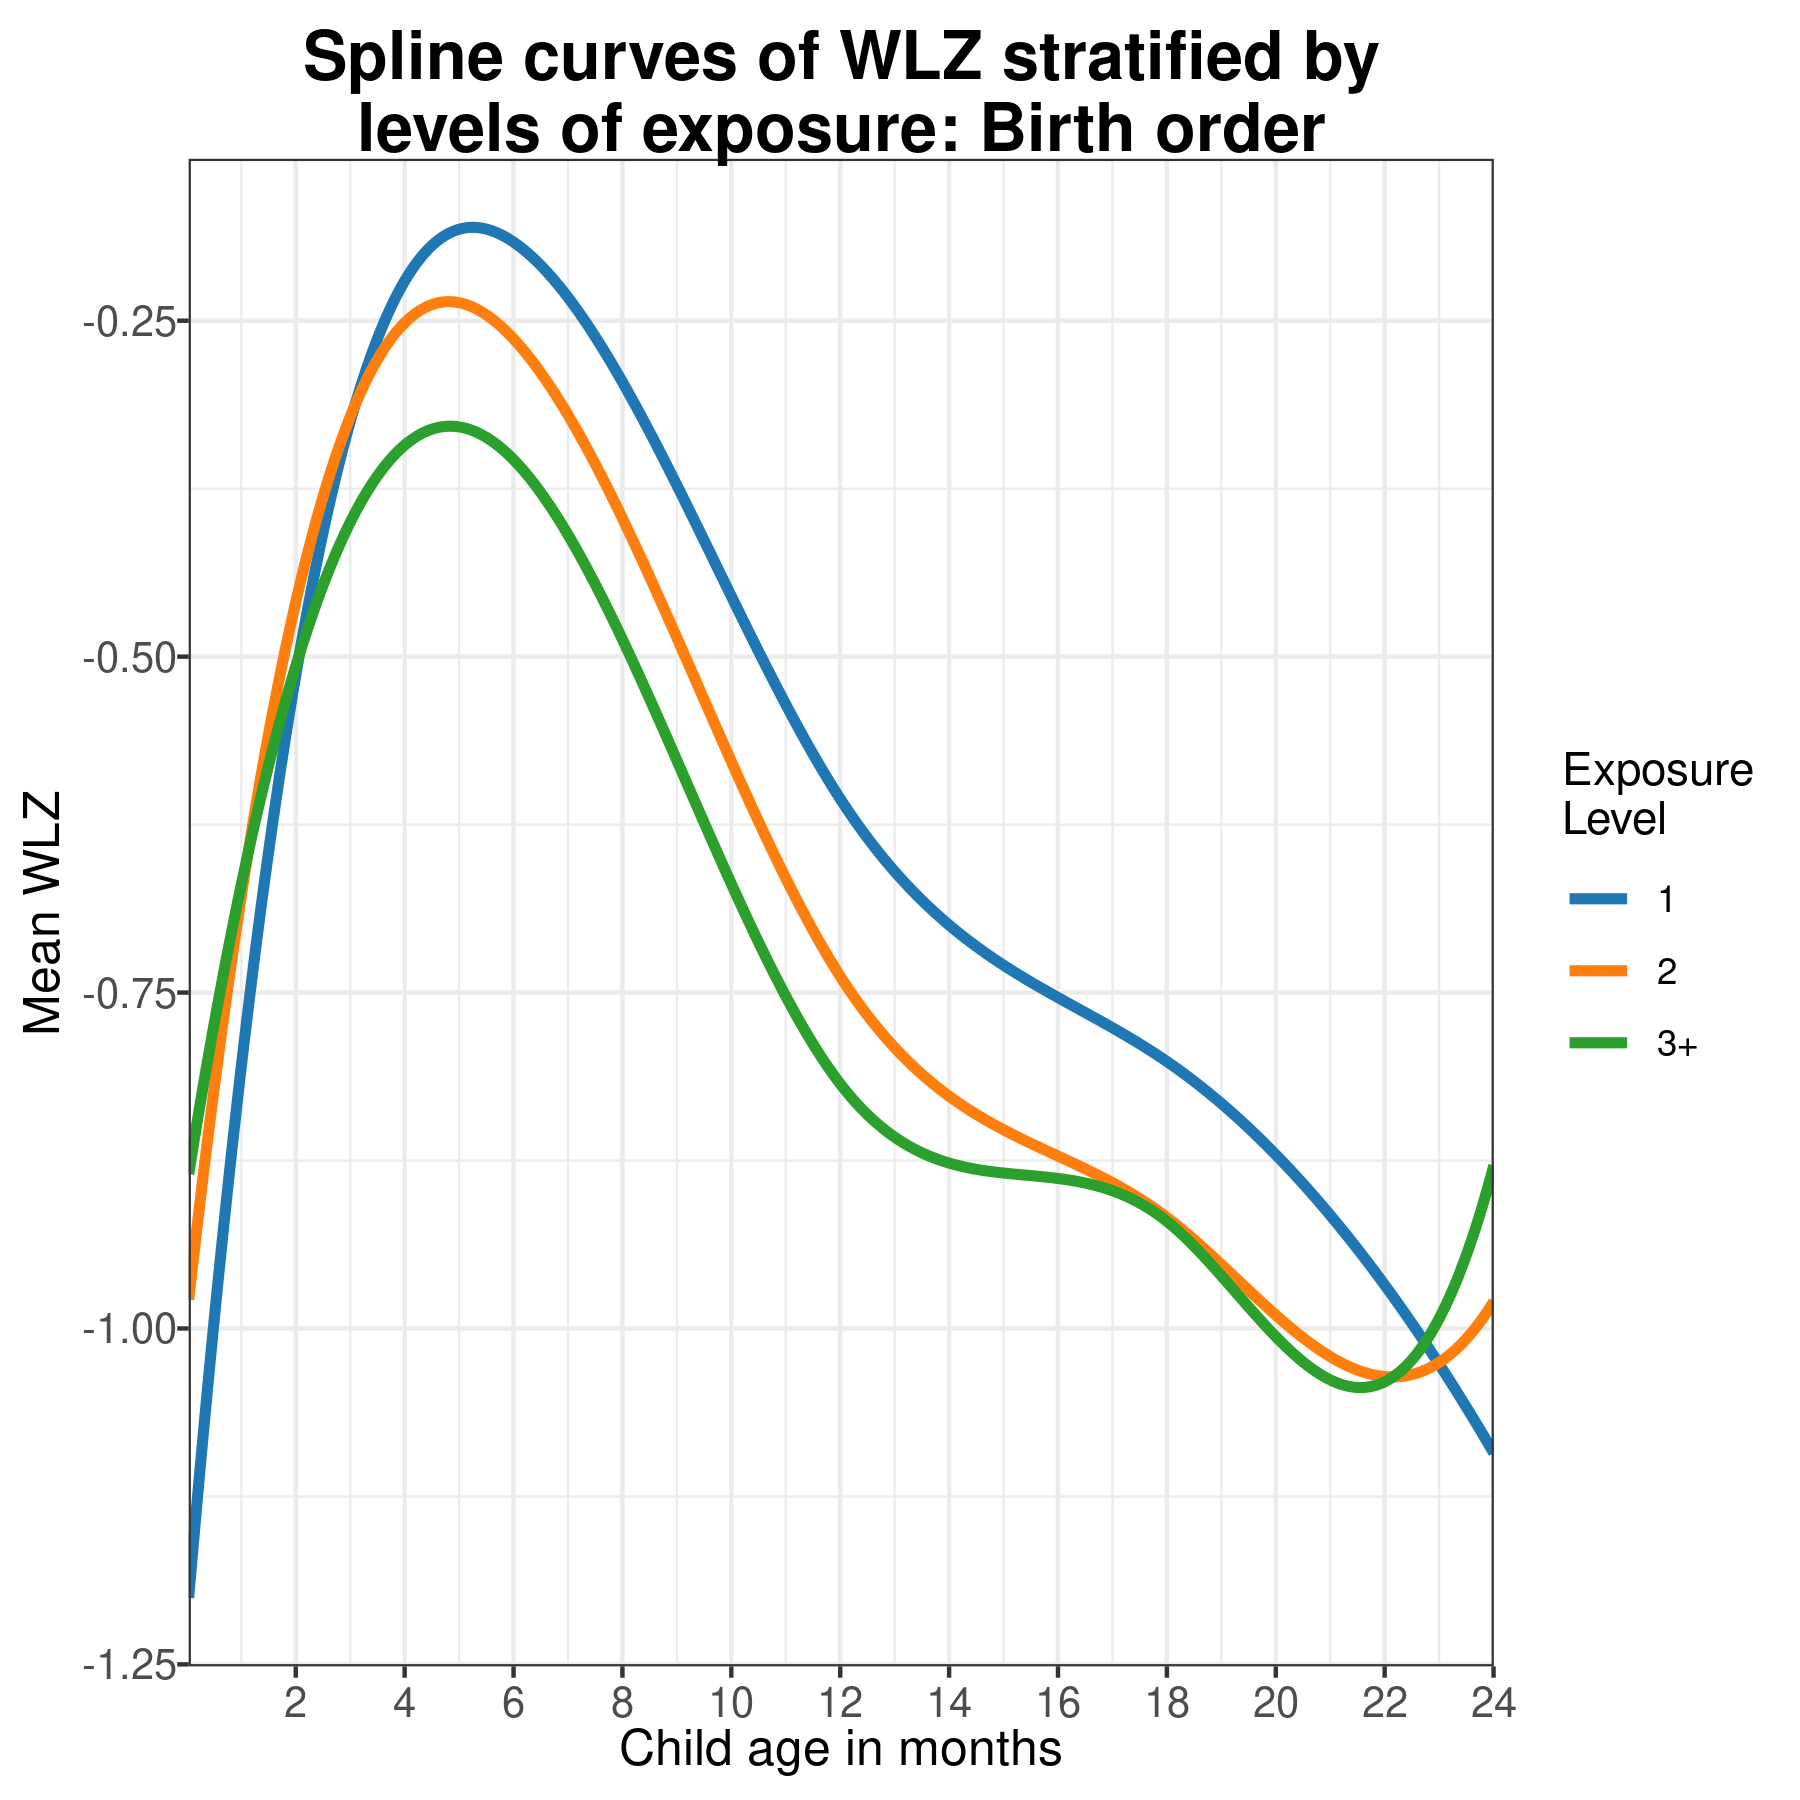 Spline curves of WLZ stratified by
levels of exposure: Birth order
Mean WLZ
-0.25
-0.50
-0.75
-1.00
-1.25
2 4 6 8 10 12 14 16 18 20 22 24
Child age in months
Exposure
Level
1
2
3+